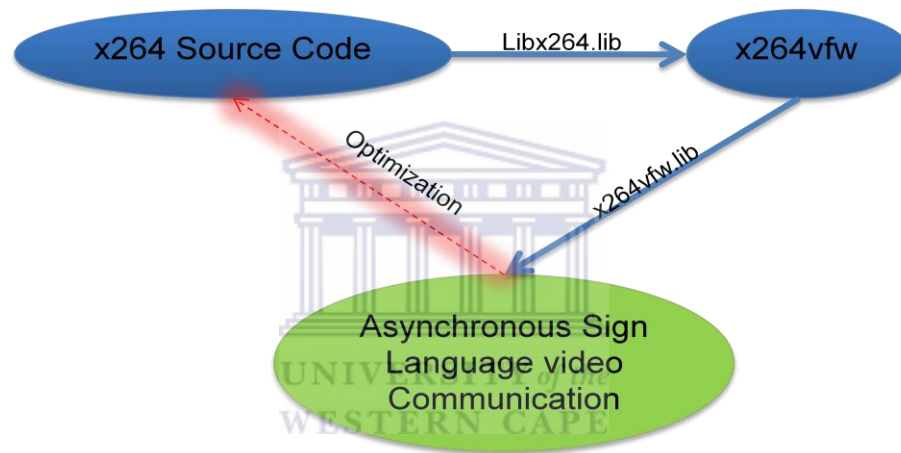 x264 Source Code
Libx264.lib
x264vfw
Optimization
x264vfw.lib
Asynchronous Sign
Language video
Communication
UNIVERSITY of the
WESTERN CAPE